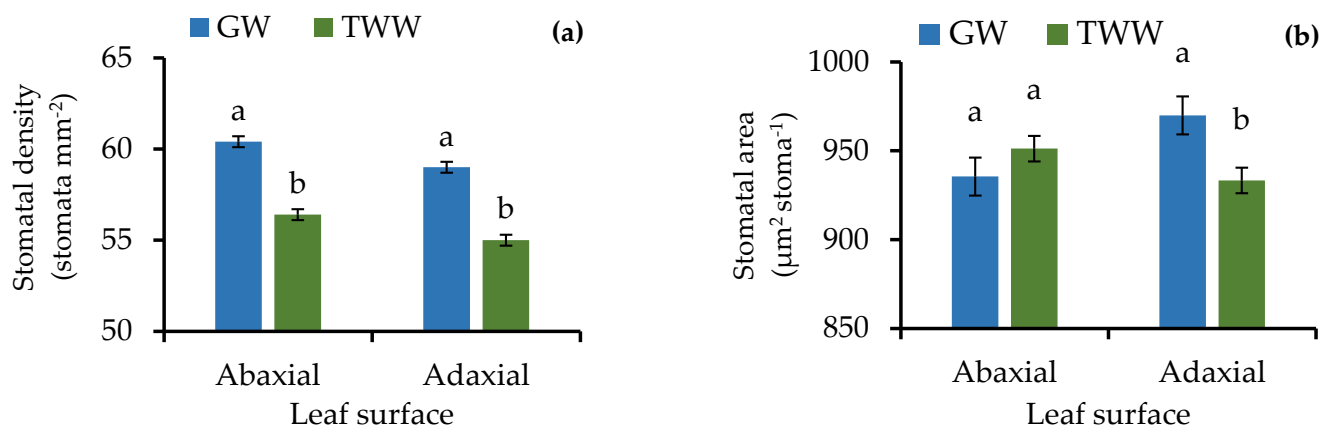 GW TWW (a)
Stomatal density
(stomata mm⁻²)
65
60
55
50
a
b
a
b
Abaxial Adaxial
Leaf surface
GW TWW (b)
Stomatal area
(µm² stoma⁻¹)
1000
950
900
850
a
a
a
b
Abaxial Adaxial
Leaf surface